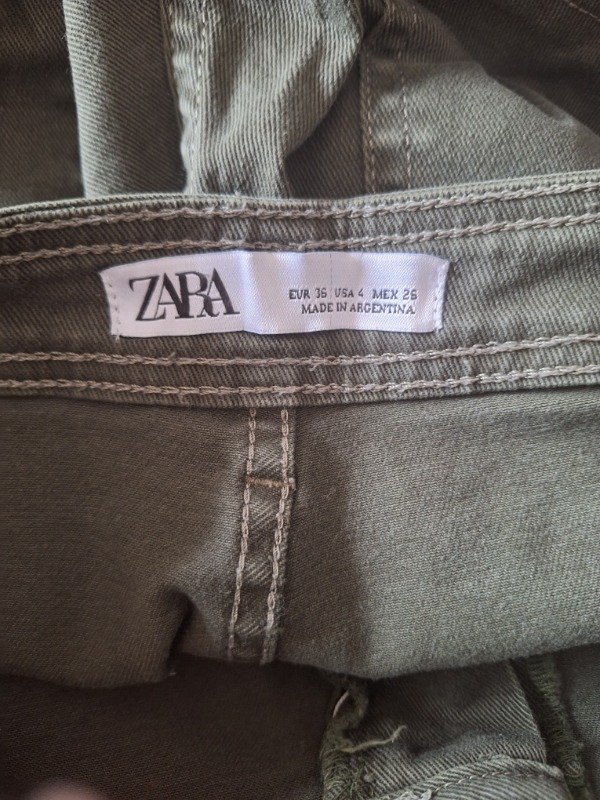 ZARA
EUR 36 USA 4 MEX 26
MADE IN ARGENTINA